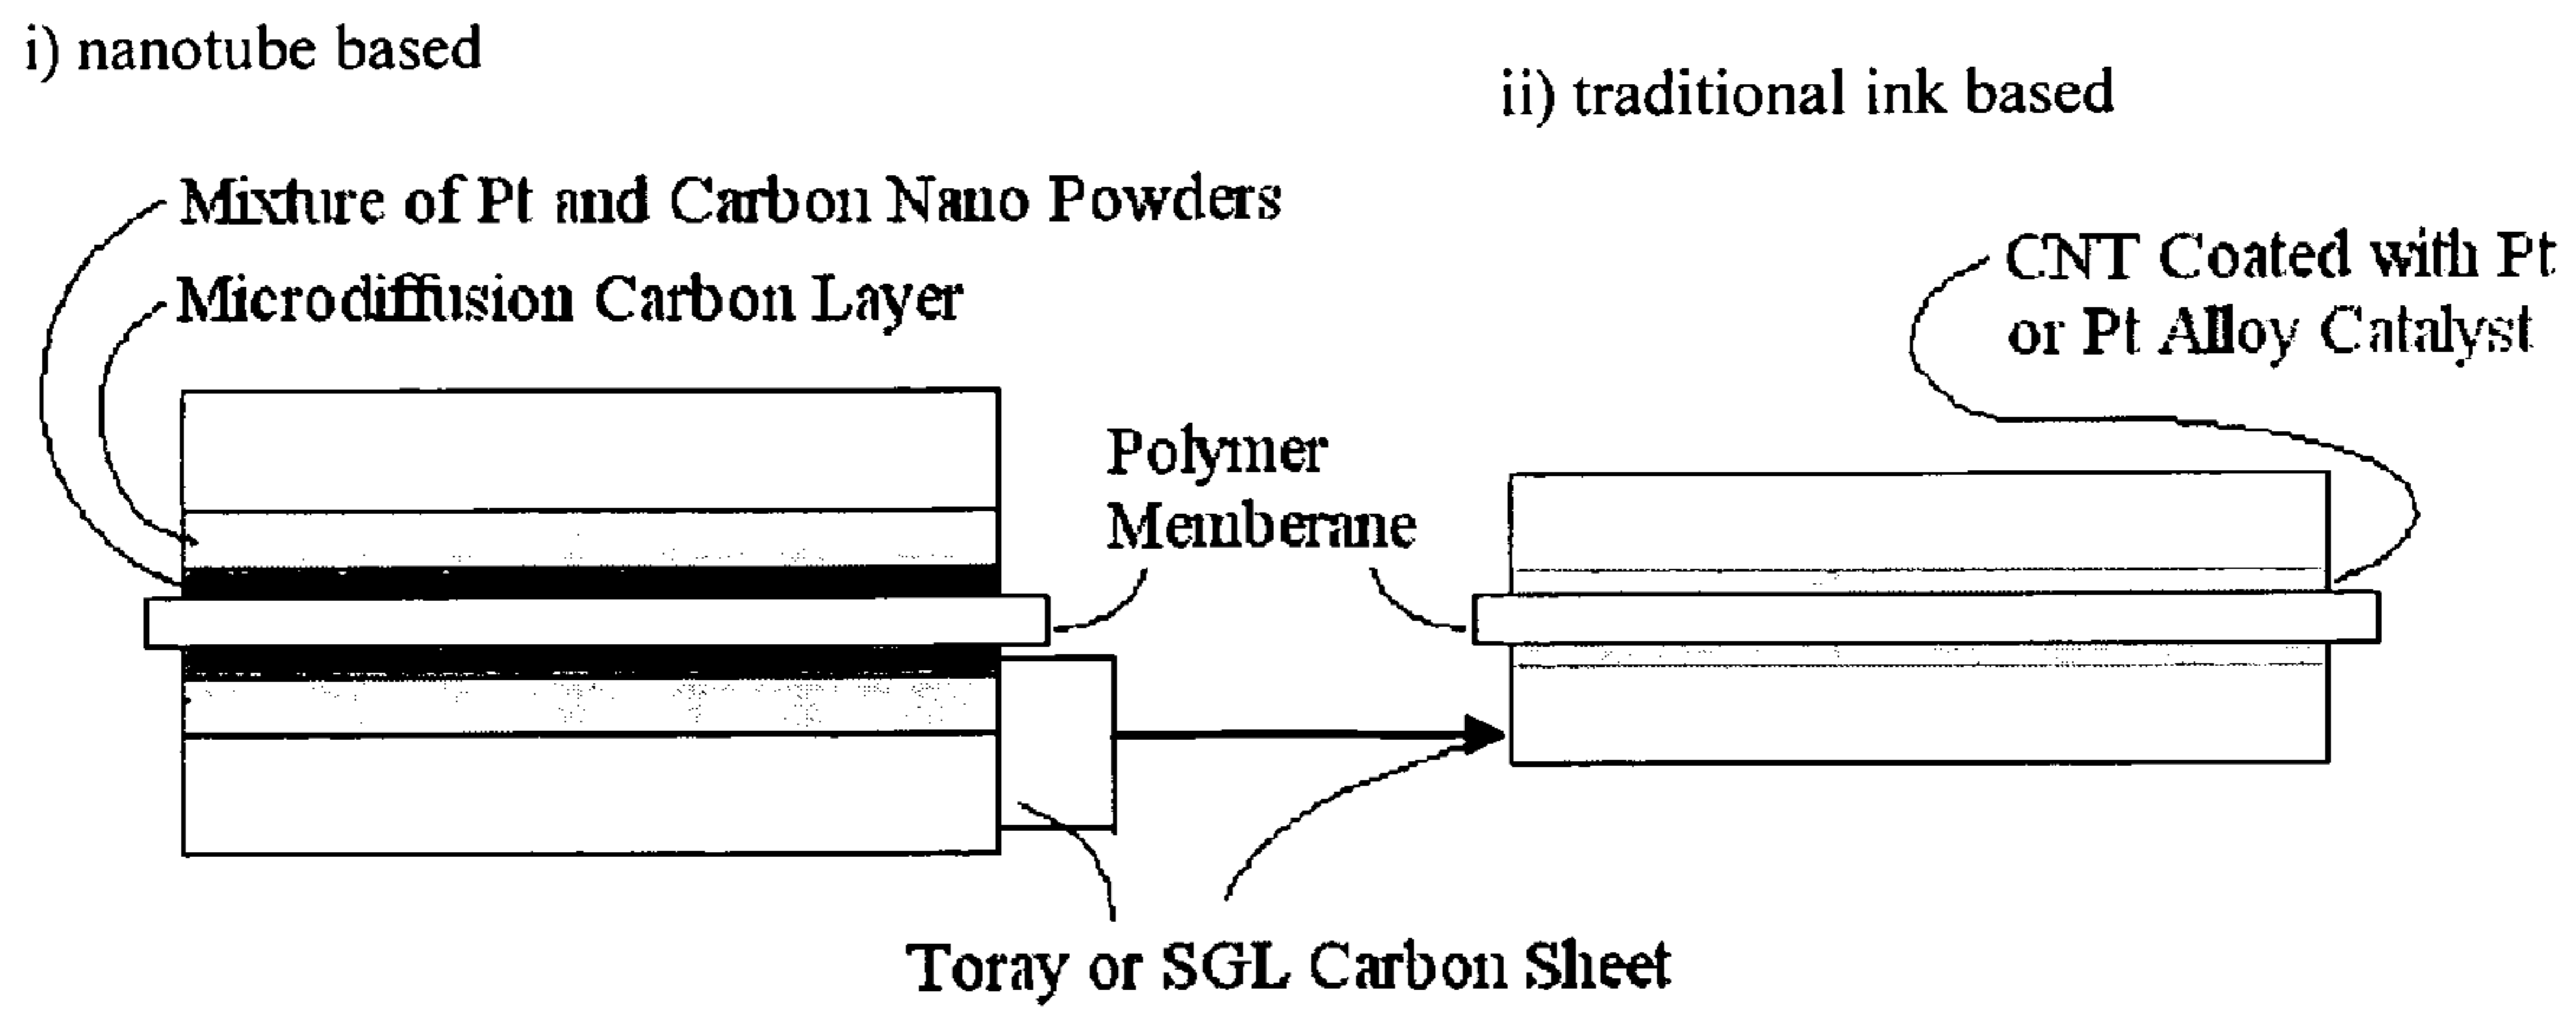 i) nanotube based
ii) traditional ink based
Mixture of Pt and Carbon Nano Powders
Microdiffusion Carbon Layer
CNT Coated with Pt
or Pt Alloy Catalyst
Polymer
Memberane
Toray or SGL Carbon Sheet